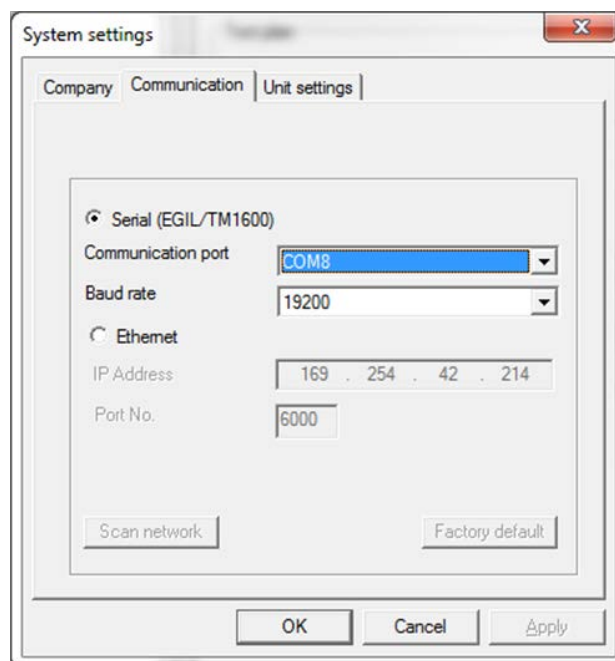 System settings
Company Communication Unit settings
Serial (EGIL/TM1600)
Communication port COM8
Baud rate 19200
Ethernet
IP Address 169 . 254 . 42 . 214
Port No. 6000
Scan network Factory default
OK Cancel Apply